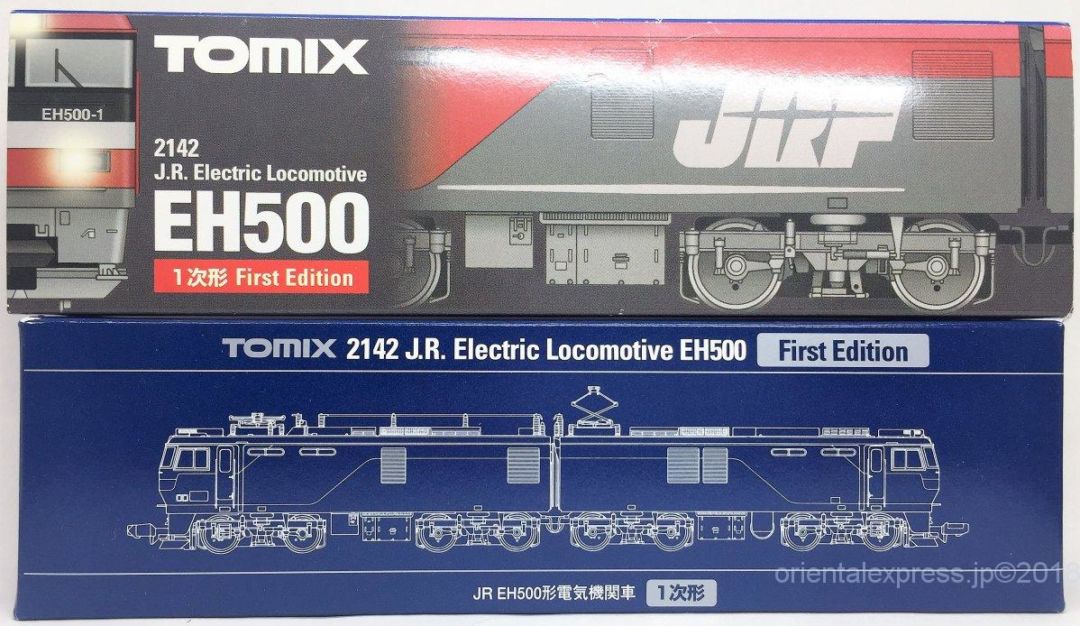 EH500-1
TOMIX
2142
J.R. Electric Locomotive
EH500
1次形 First Edition
JRF
TOMIX 2142 J.R. Electric Locomotive EH500 First Edition
JR EH500形電気機関車 1次形
orientalexpress.jp©2018